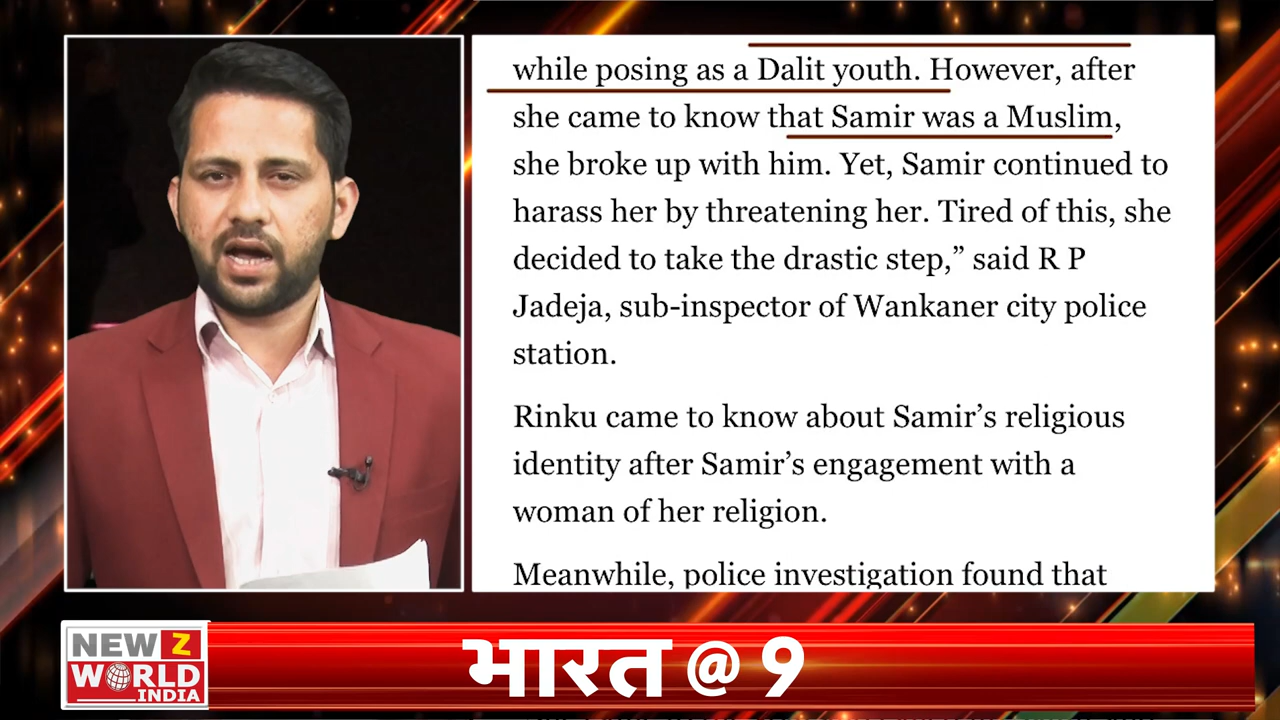 while posing as a Dalit youth. However, after
she came to know that Samir was a Muslim,
she broke up with him. Yet, Samir continued to
harass her by threatening her. Tired of this, she
decided to take the drastic step,” said R P
Jadeja, sub-inspector of Wankaner city police
station.
Rinku came to know about Samir’s religious
identity after Samir’s engagement with a
woman of her religion.
Meanwhile, police investigation found that
NEWZ
WORLD
INDIA
भारत @ 9